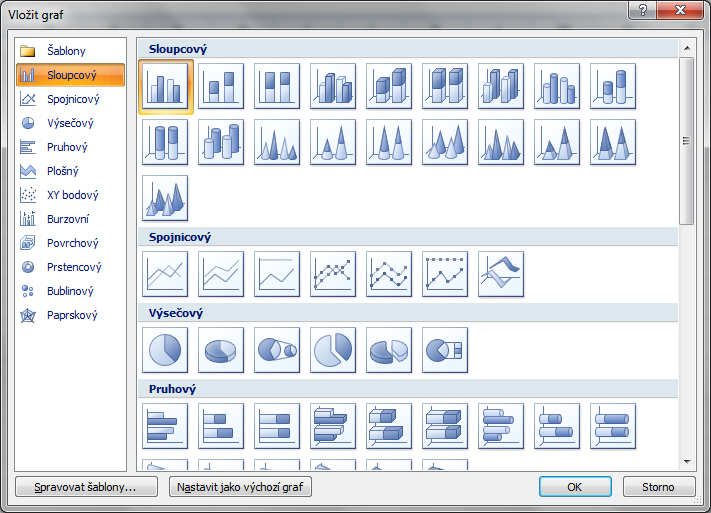 Vložit graf
Šablony
Sloupcový
Spojnicový
Výsečový
Pruhový
Plošný
XY bodový
Burzovní
Povrchový
Prstencový
Bublinový
Paprskový
Sloupcový
Spojnicový
Výsečový
Pruhový
Spravovat šablony...
Nastavit jako výchozí graf
OK
Storno